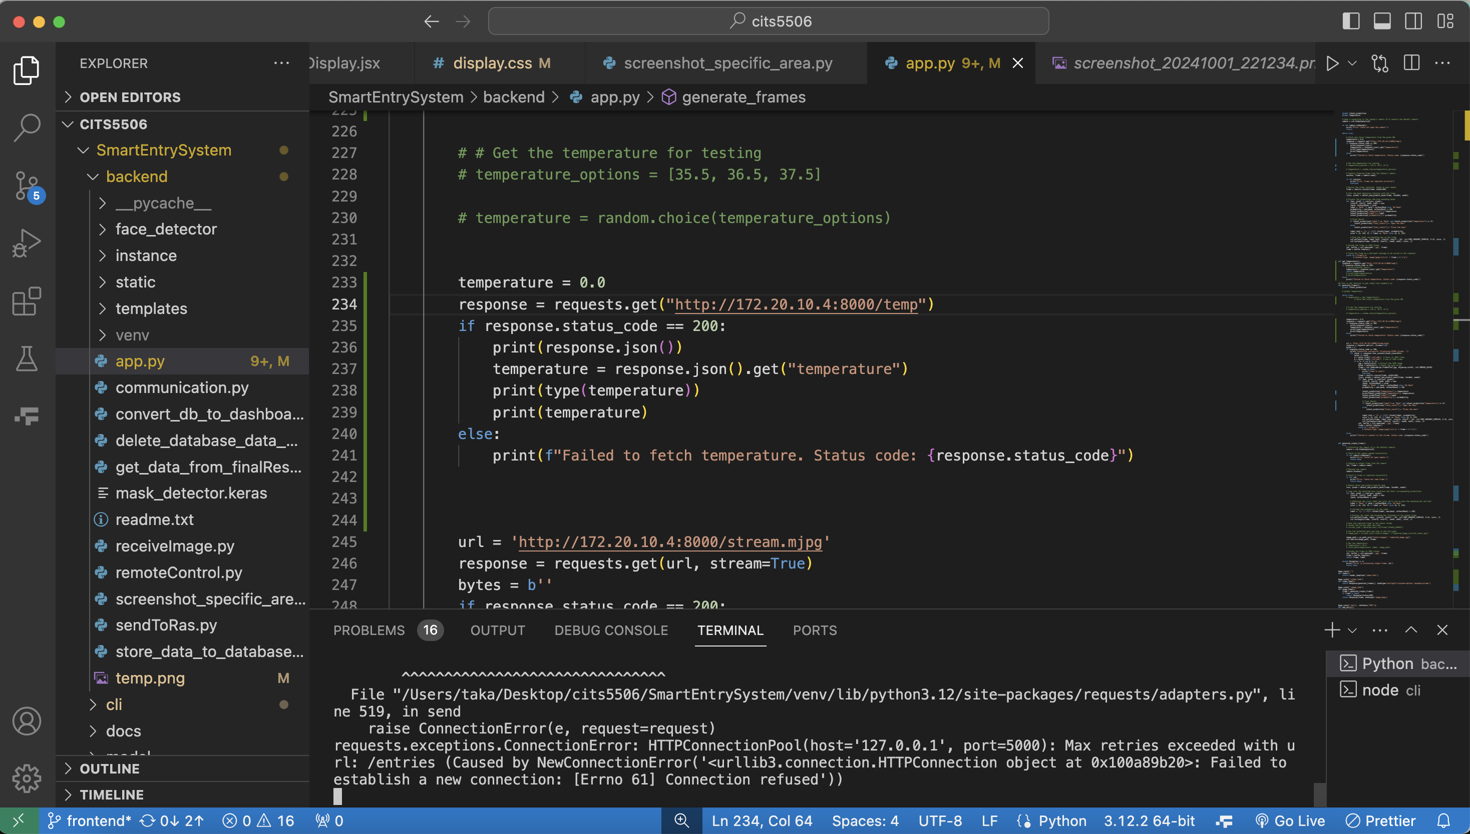 cits5506
EXPLORER
Display.jsx
# display.css M
screenshot_specific_area.py
app.py 9+, M
screenshot_20241001_221234.pr
OPEN EDITORS
SmartEntrySystem > backend > app.py > generate_frames
CITS5506
SmartEntrySystem
backend
__pycache__
face_detector
instance
static
templates
venv
app.py 9+, M
communication.py
convert_db_to_dashboa...
delete_database_data_...
get_data_from_finalRes...
mask_detector.keras
readme.txt
receiveImage.py
remoteControl.py
screenshot_specific_are...
sendToRas.py
store_data_to_database...
temp.png M
cli
docs
model
OUTLINE
TIMELINE
5
225
226
227 # # Get the temperature for testing
228 # temperature_options = [35.5, 36.5, 37.5]
229
230 # temperature = random.choice(temperature_options)
231
232
233 temperature = 0.0
234 response = requests.get("http://172.20.10.4:8000/temp")
235 if response.status_code == 200:
236 print(response.json())
237 temperature = response.json().get("temperature")
238 print(type(temperature))
239 print(temperature)
240 else:
241 print(f"Failed to fetch temperature. Status code: {response.status_code}")
242
243
244
245 url = 'http://172.20.10.4:8000/stream.mjpg'
246 response = requests.get(url, stream=True)
247 bytes = b''
248 if response.status_code == 200:
PROBLEMS 16 OUTPUT DEBUG CONSOLE TERMINAL PORTS
^^^^^^^^^^^^^^^^^^^^^^^^^^^^^^
File "/Users/taka/Desktop/cits5506/SmartEntrySystem/venv/lib/python3.12/site-packages/requests/adapters.py", li
ne 519, in send
raise ConnectionError(e, request=request)
requests.exceptions.ConnectionError: HTTPConnectionPool(host='127.0.0.1', port=5000): Max retries exceeded with u
rl: /entries (Caused by NewConnectionError('<urllib3.connection.HTTPConnection object at 0x100a89b20>: Failed to
establish a new connection: [Errno 61] Connection refused'))
Python bac...
node cli
frontend* 0↓ 2↑ 0 16 0 Ln 234, Col 64 Spaces: 4 UTF-8 LF Python 3.12.2 64-bit Go Live Prettier